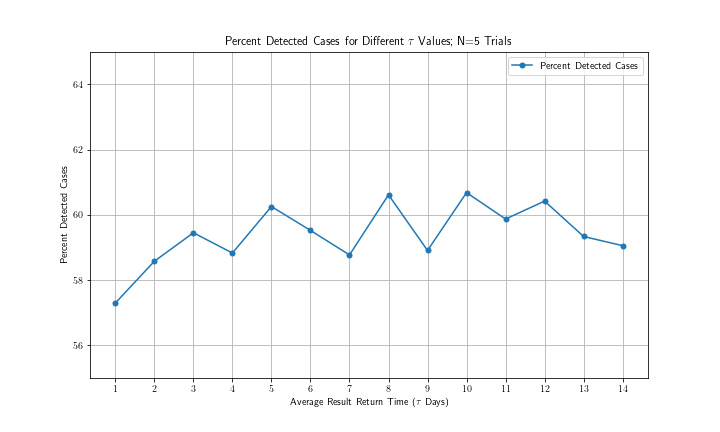 Percent Detected Cases for Different τ Values; N=5 Trials
Percent Detected Cases
64
62
60
58
56
Percent Detected Cases
1 2 3 4 5 6 7 8 9 10 11 12 13 14
Average Result Return Time (τ Days)